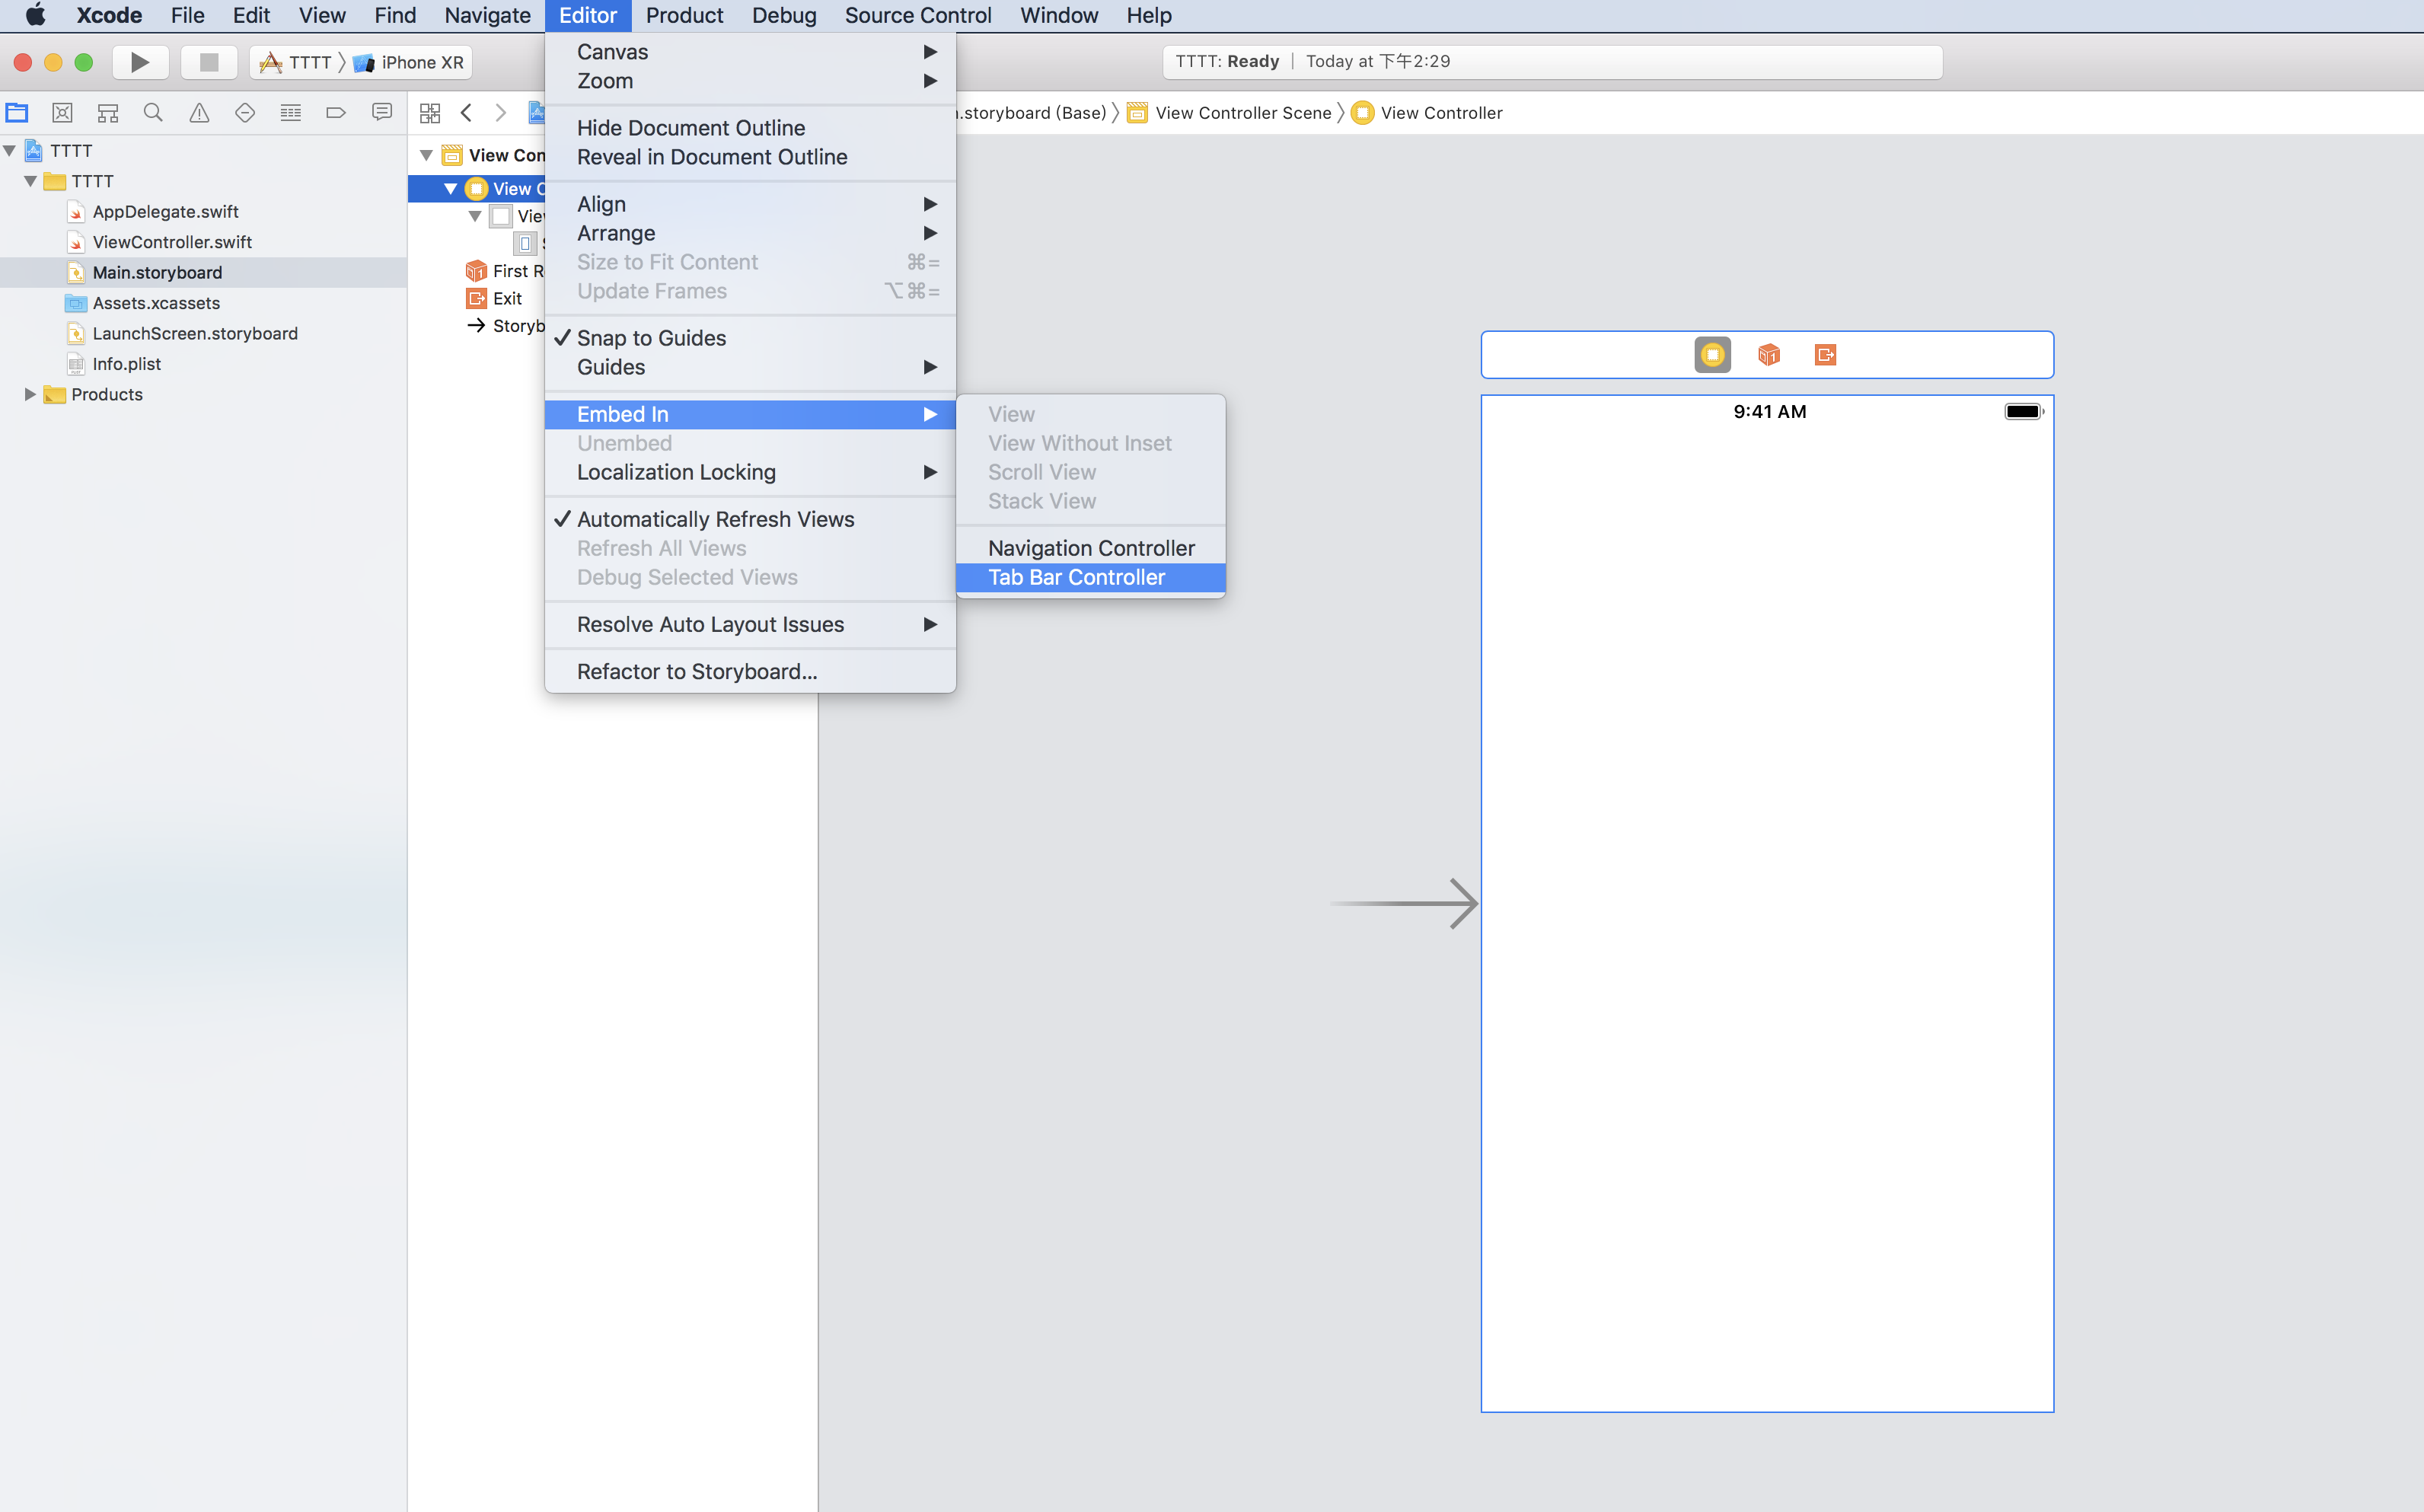 Xcode File Edit View Find Navigate Editor Product Debug Source Control Window Help
TTTT iPhone XR
TTTT: Ready | Today at 下午2:29
.storyboard (Base) View Controller Scene View Controller
TTTT
TTTT
AppDelegate.swift
ViewController.swift
Main.storyboard
Assets.xcassets
LaunchScreen.storyboard
Info.plist
Products
View Con
View C
Vie
First R
Exit
Storyb
Canvas
Zoom
Hide Document Outline
Reveal in Document Outline
Align
Arrange
Size to Fit Content ⌘=
Update Frames ⌥⌘=
✓ Snap to Guides
Guides
Embed In
Unembed
Localization Locking
✓ Automatically Refresh Views
Refresh All Views
Debug Selected Views
Resolve Auto Layout Issues
Refactor to Storyboard...
View
View Without Inset
Scroll View
Stack View
Navigation Controller
Tab Bar Controller
9:41 AM